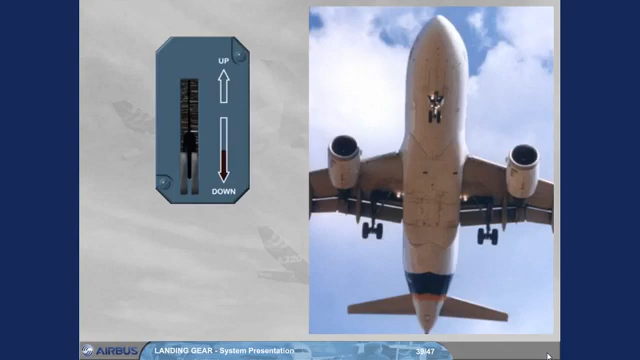 UP
DOWN
AIRBUS
LANDING GEAR - System Presentation
39/47